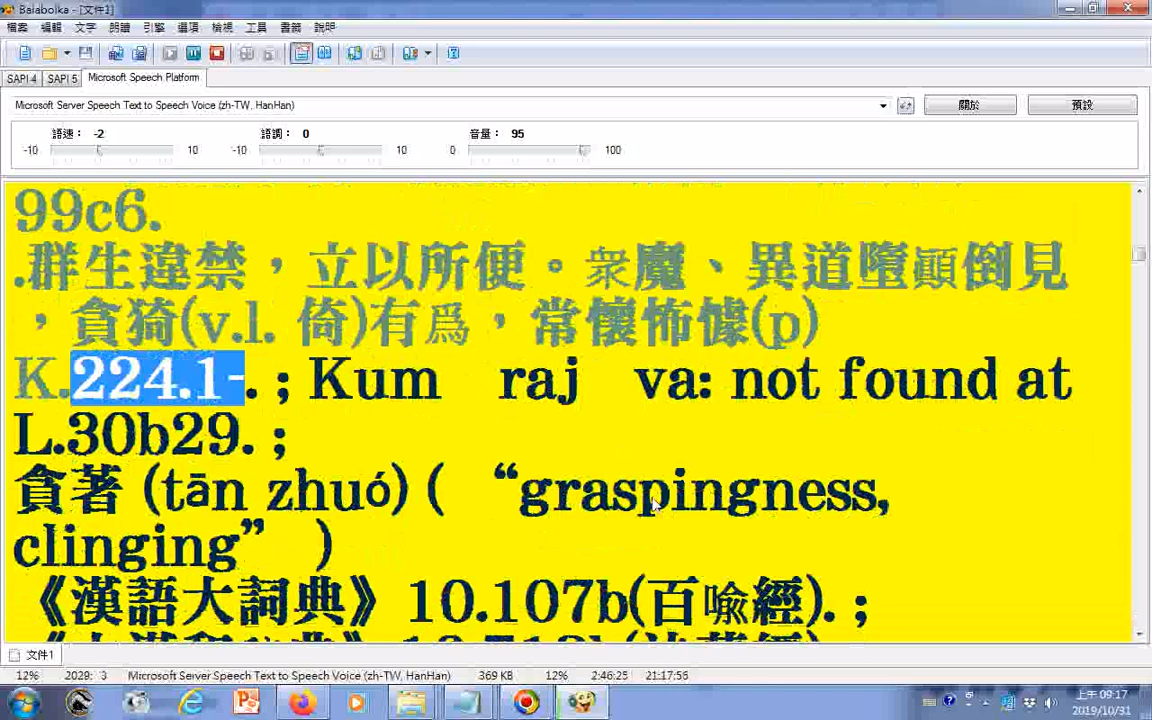 Balabolka - [文件1]
檔案 編輯 文字 朗讀 引擎 選項 檢視 工具 書籤 說明
SAPI 4 SAPI 5 Microsoft Speech Platform
Microsoft Server Speech Text to Speech Voice (zh-TW, HanHan) 關於 預設
語速： -2 語調： 0 音量： 95
-10 10 -10 10 0 100
99c6.
.群生違禁，立以所便。衆魔、異道墮顚倒見
，貪猗(v.l. 倚)有爲，常懷怖懅(p)
K.224.1-. ; Kum raj va: not found at
L.30b29. ;
貪著 (tān zhuó) ( “graspingness,
clinging” )
《漢語大詞典》10.107b(百喩經). ;
文件1
12% 2029: 3 Microsoft Server Speech Text to Speech Voice (zh-TW, HanHan) 369 KB 12% 2:46:25 21:17:56
上午 09:17
2019/10/31